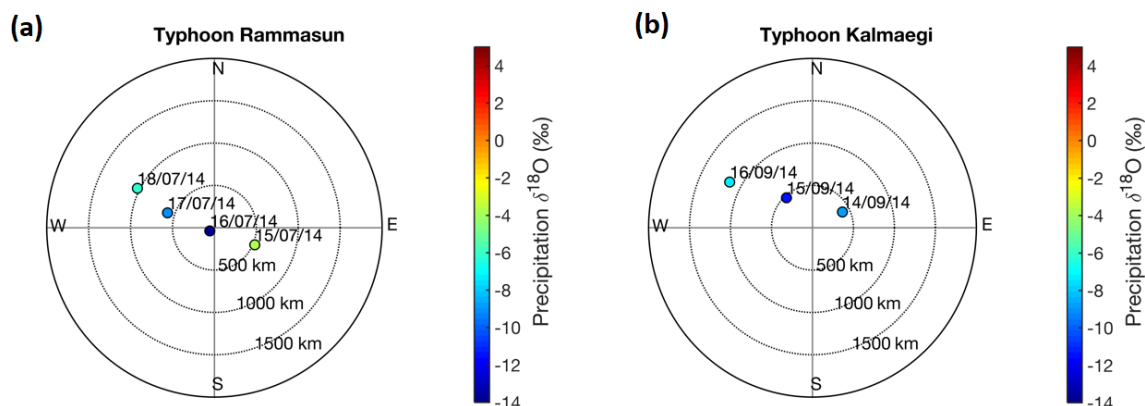 (a)
Typhoon Rammasun
N
18/07/14
17/07/14
16/07/14
W
E
15/07/14
500 km
1000 km
1500 km
S
4
2
0
-2
-4
-6
-8
-10
-12
-14
Precipitation δ18O (‰)
(b)
Typhoon Kalmaegi
N
16/09/14
15/09/14
14/09/14
W
E
500 km
1000 km
1500 km
S
4
2
0
-2
-4
-6
-8
-10
-12
-14
Precipitation δ18O (‰)